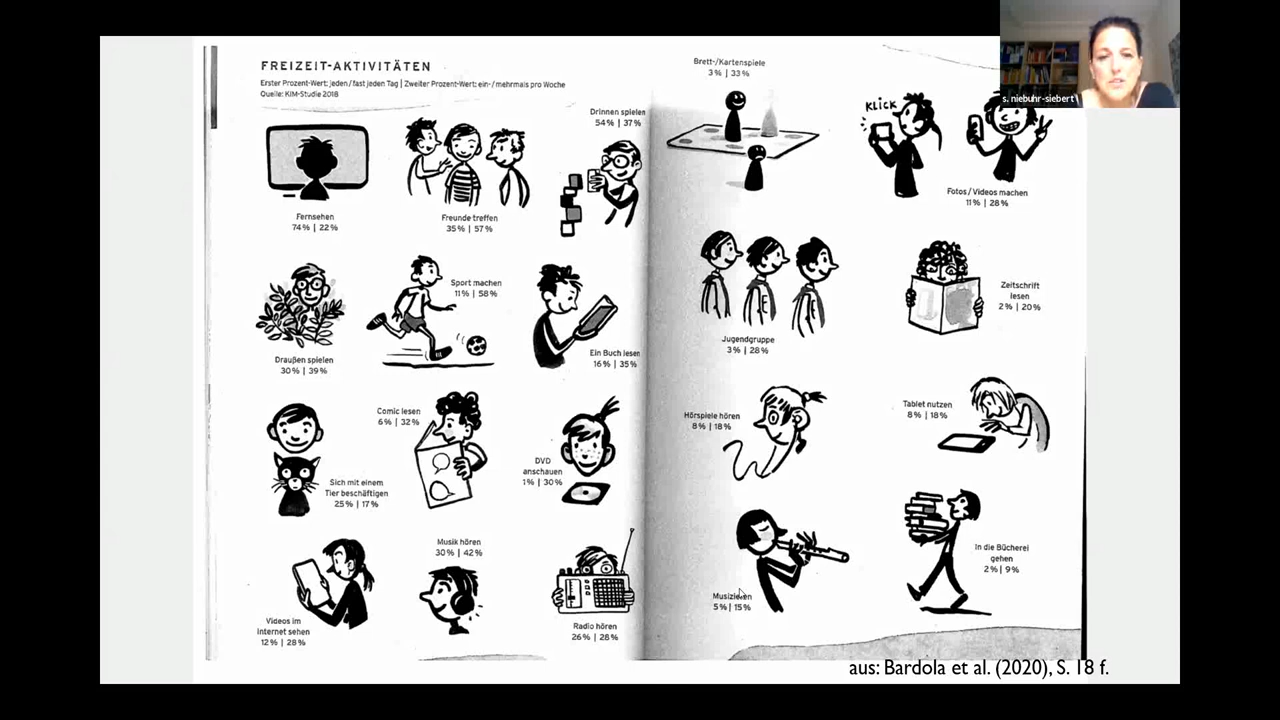 FREIZEIT-AKTIVITÄTEN
Erster Prozent-Wert: jeden / fast jeden Tag | Zweiter Prozent-Wert: ein-/mehrmals pro Woche
Quelle: KIM-Studie 2018
Fernsehen
74 % | 22 %
Freunde treffen
35 % | 57 %
Drinnen spielen
54 % | 37 %
Draußen spielen
30 % | 39 %
Sport machen
11 % | 58 %
Ein Buch lesen
16 % | 35 %
Sich mit einem
Tier beschäftigen
25 % | 17 %
Comic lesen
6 % | 32 %
DVD
anschauen
1 % | 30 %
Videos im
Internet sehen
12 % | 28 %
Musik hören
30 % | 42 %
Radio hören
26 % | 28 %
Brett-/Kartenspiele
3 % | 33 %
KLICK
Fotos / Videos machen
11 % | 28 %
Jugendgruppe
3 % | 28 %
Zeitschrift
lesen
2 % | 20 %
Hörspiele hören
8 % | 18 %
Tablet nutzen
8 % | 18 %
Musizieren
5 % | 15 %
In die Bücherei
gehen
2 % | 9 %
s. niebuhr-siebert
aus: Bardola et al. (2020), S. 18 f.